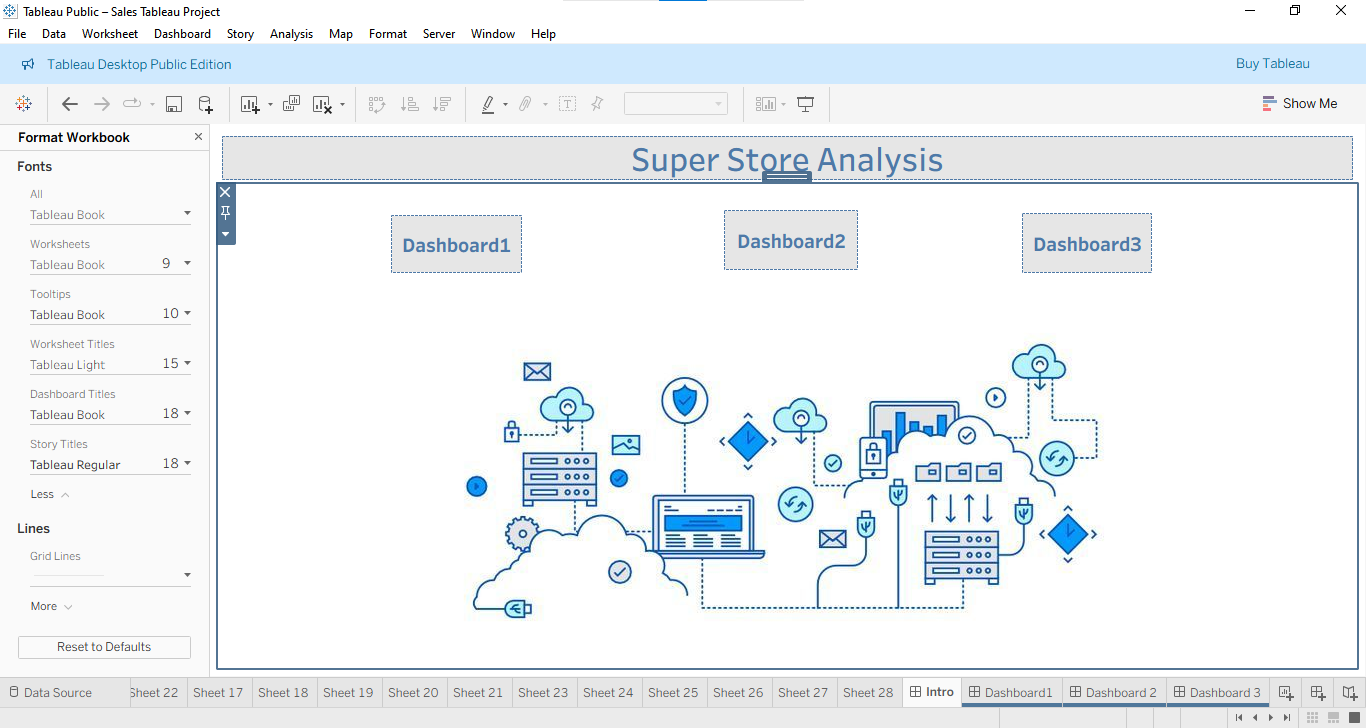 Tableau Public – Sales Tableau Project
File Data Worksheet Dashboard Story Analysis Map Format Server Window Help
Tableau Desktop Public Edition Buy Tableau
Show Me
Format Workbook
Fonts
All
Tableau Book
Worksheets
Tableau Book 9
Tooltips
Tableau Book 10
Worksheet Titles
Tableau Light 15
Dashboard Titles
Tableau Book 18
Story Titles
Tableau Regular 18
Less
Lines
Grid Lines
More
Reset to Defaults
Super Store Analysis
Dashboard1 Dashboard2 Dashboard3
Data Source Sheet 22 Sheet 17 Sheet 18 Sheet 19 Sheet 20 Sheet 21 Sheet 23 Sheet 24 Sheet 25 Sheet 26 Sheet 27 Sheet 28 Intro Dashboard1 Dashboard 2 Dashboard 3